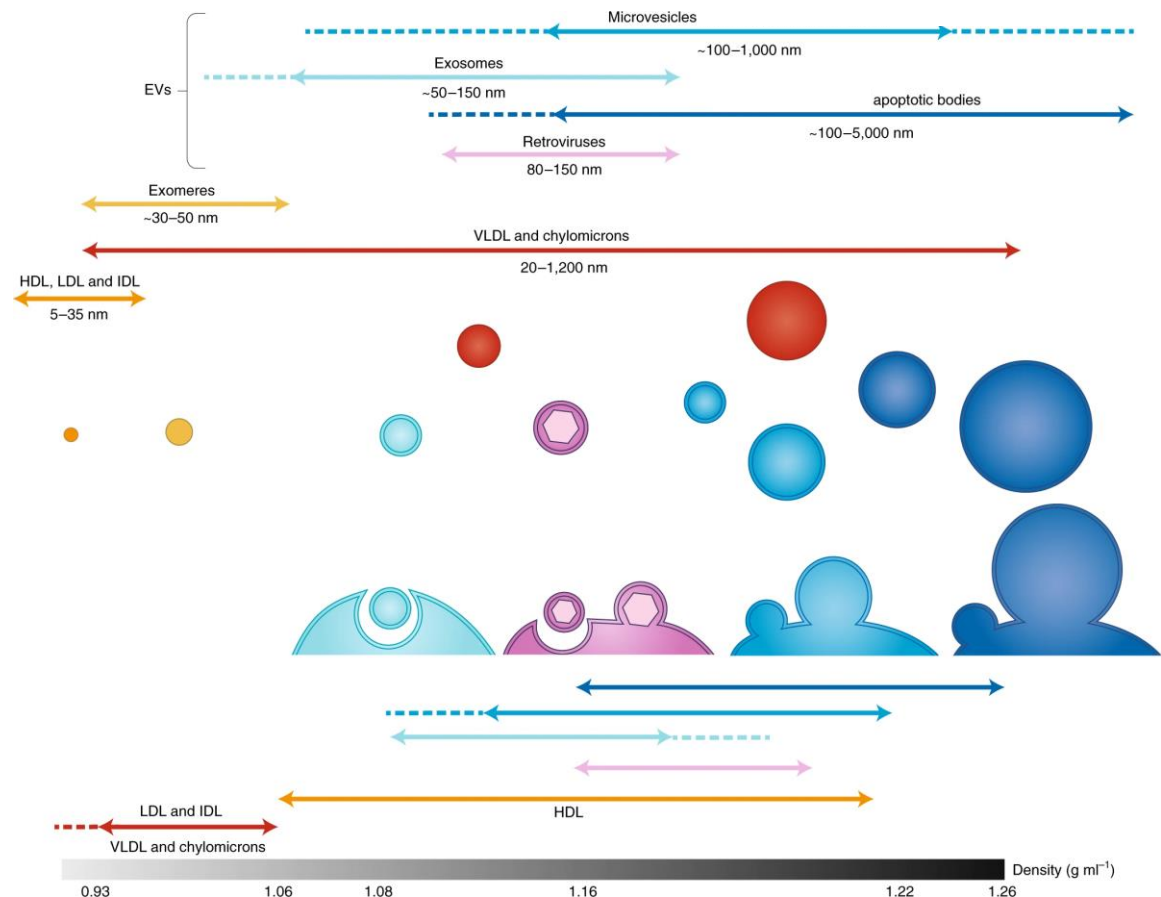 Microvesicles
~100–1,000 nm
Exosomes
~50–150 nm
EVs
apoptotic bodies
~100–5,000 nm
Retroviruses
80–150 nm
Exomeres
~30–50 nm
VLDL and chylomicrons
20–1,200 nm
HDL, LDL and IDL
5–35 nm
HDL
LDL and IDL
VLDL and chylomicrons
Density (g ml⁻¹)
0.93 1.06 1.08 1.16 1.22 1.26